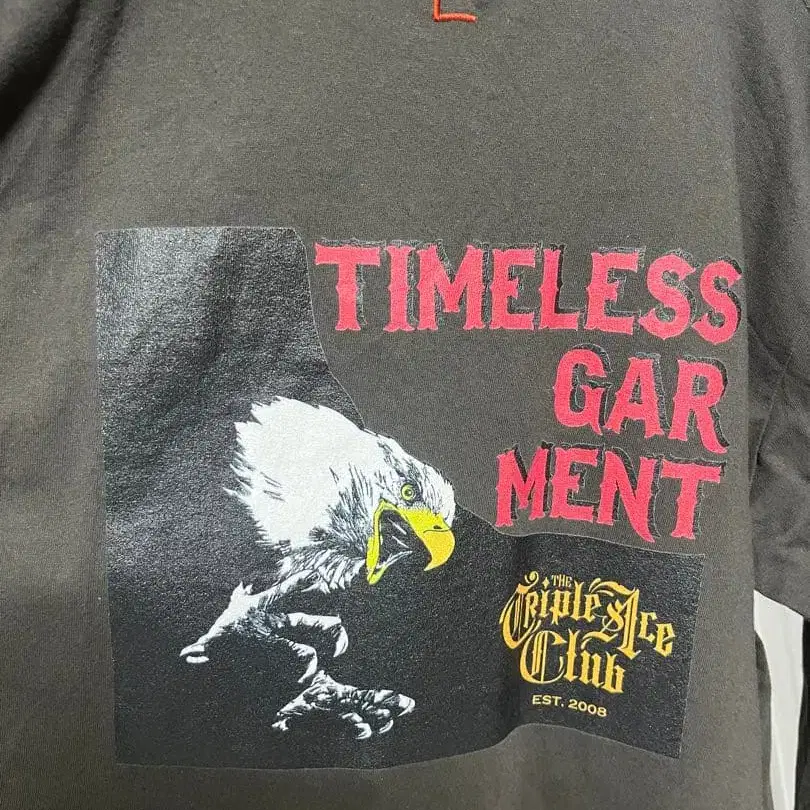 TIMELESS
GAR
MENT
THE
Triple Ace
Club
EST. 2008